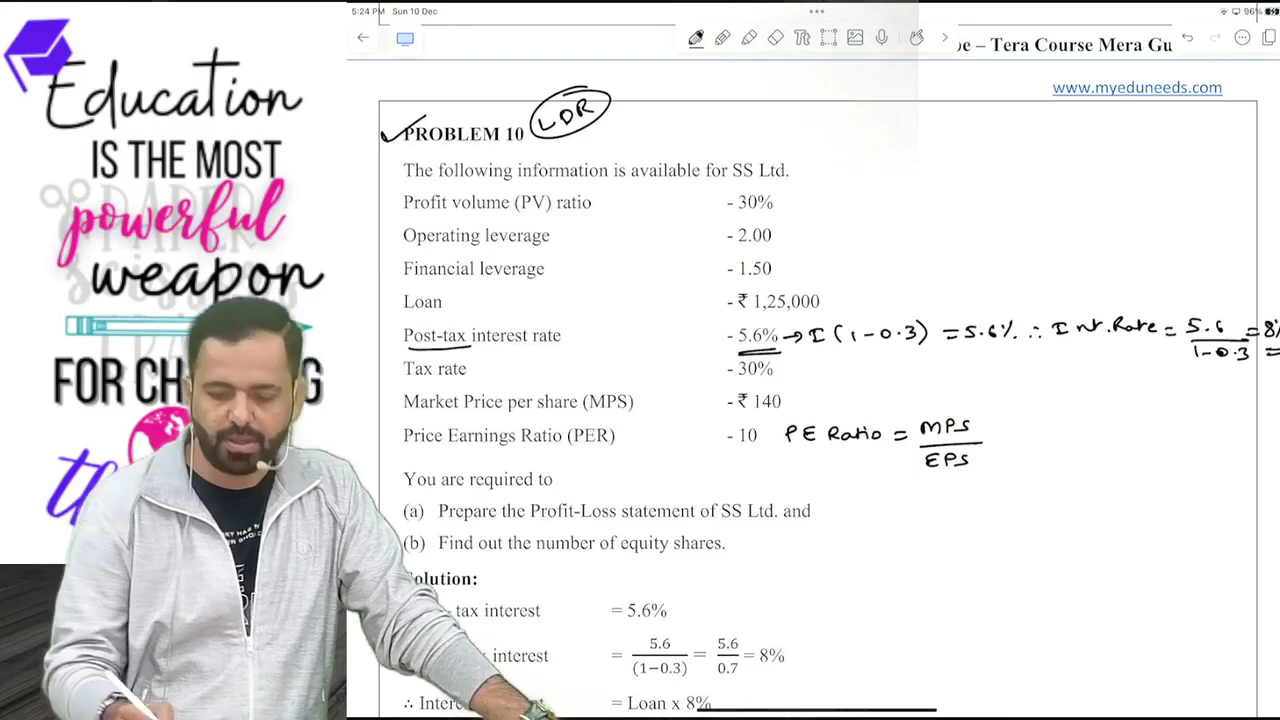 5:24 PM Sun 10 Dec
96%
be – Tera Course Mera Gu
www.myeduneeds.com
Education
IS THE MOST
powerful
weapon
FOR CH
th
PROBLEM 10 LDR
The following information is available for SS Ltd.
Profit volume (PV) ratio - 30%
Operating leverage - 2.00
Financial leverage - 1.50
Loan - ₹ 1,25,000
Post-tax interest rate - 5.6% → I (1 - 0.3) = 5.6% ∴ Int. Rate = 5.6 / 1-0.3 = 8%
Tax rate - 30%
Market Price per share (MPS) - ₹ 140
Price Earnings Ratio (PER) - 10 PE Ratio = MPS / EPS
You are required to
(a) Prepare the Profit-Loss statement of SS Ltd. and
(b) Find out the number of equity shares.
Solution:
tax interest = 5.6%
interest = 5.6 / (1−0.3) = 5.6 / 0.7 = 8%
∴ Intere = Loan x 8%